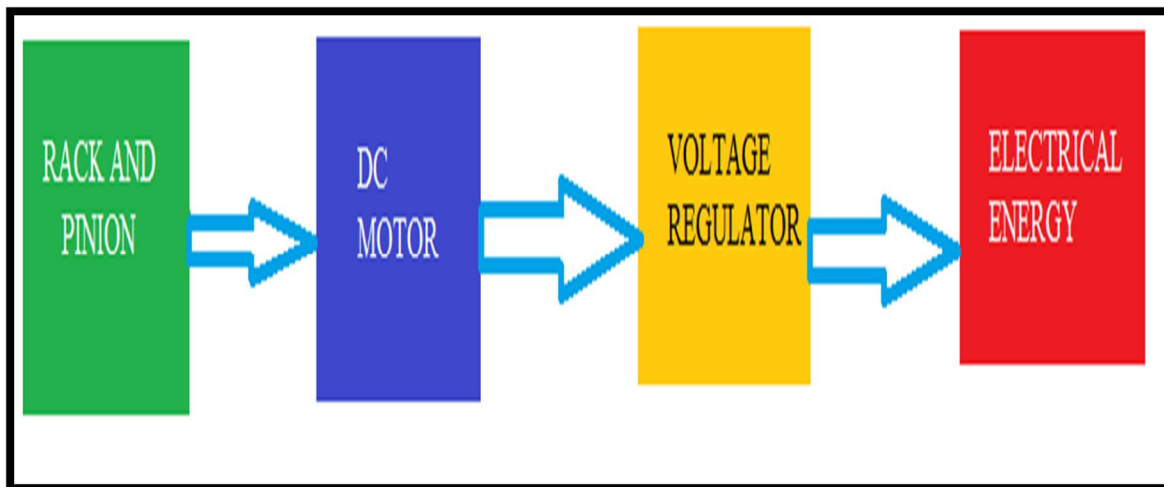 RACK AND
PINION
DC
MOTOR
VOLTAGE
REGULATOR
ELECTRICAL
ENERGY